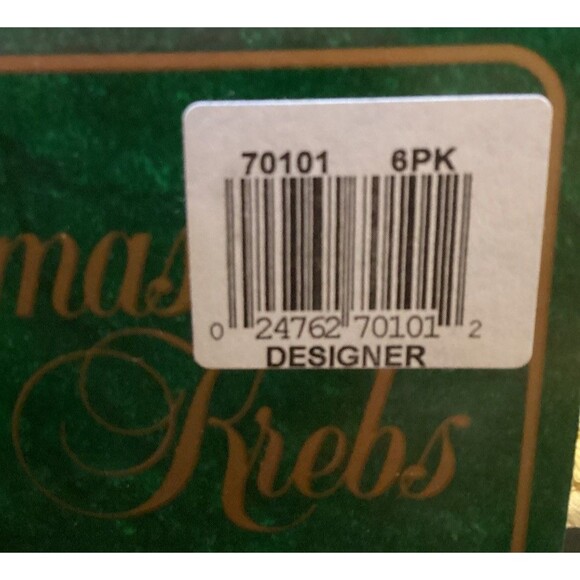 70101 6PK
0 24762 70101 2
DESIGNER
mas
Krebs